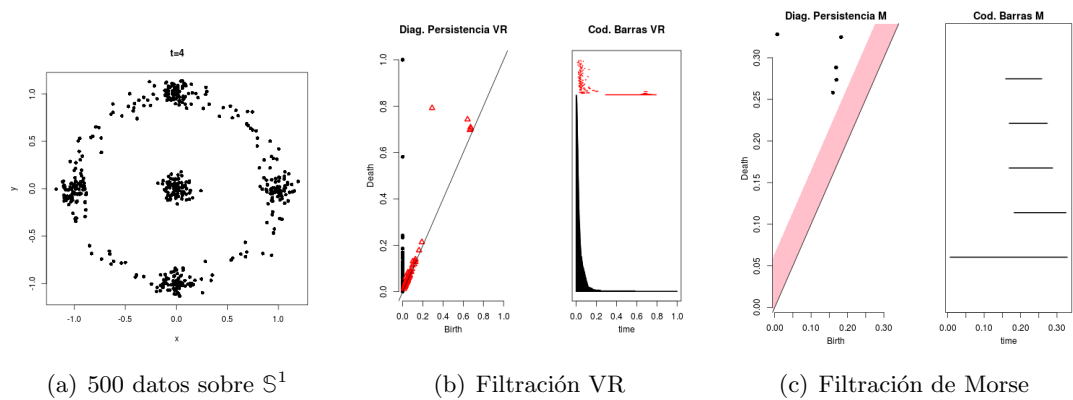 t=4
1.0
0.5
0.0
-0.5
-1.0
y
-1.0 -0.5 0.0 0.5 1.0
x
(a) 500 datos sobre 𝕊¹
Diag. Persistencia VR
1.0
0.8
0.6
0.4
0.2
0.0
Death
0.0 0.2 0.4 0.6 0.8 1.0
Birth
Cod. Barras VR
0.0 0.2 0.4 0.6 0.8 1.0
time
(b) Filtración VR
Diag. Persistencia M
0.30
0.25
0.20
0.15
0.10
0.05
0.00
Death
0.00 0.10 0.20 0.30
Birth
Cod. Barras M
0.00 0.10 0.20 0.30
time
(c) Filtración de Morse